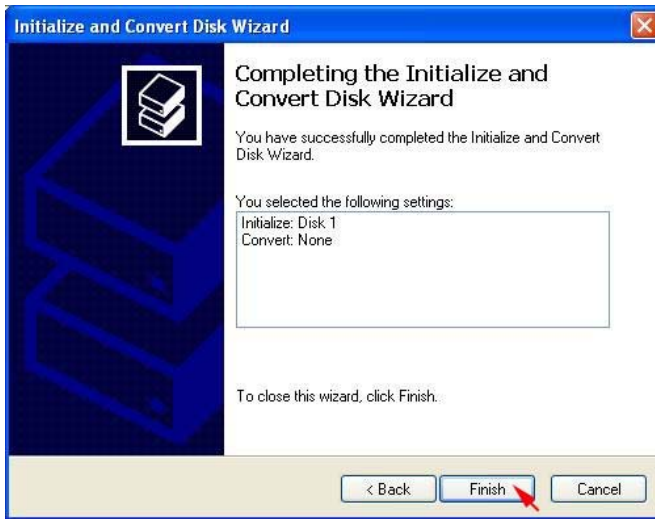 Initialize and Convert Disk Wizard
Completing the Initialize and
Convert Disk Wizard
You have successfully completed the Initialize and Convert
Disk Wizard.
You selected the following settings:
Initialize: Disk 1
Convert: None
To close this wizard, click Finish.
< Back
Finish
Cancel